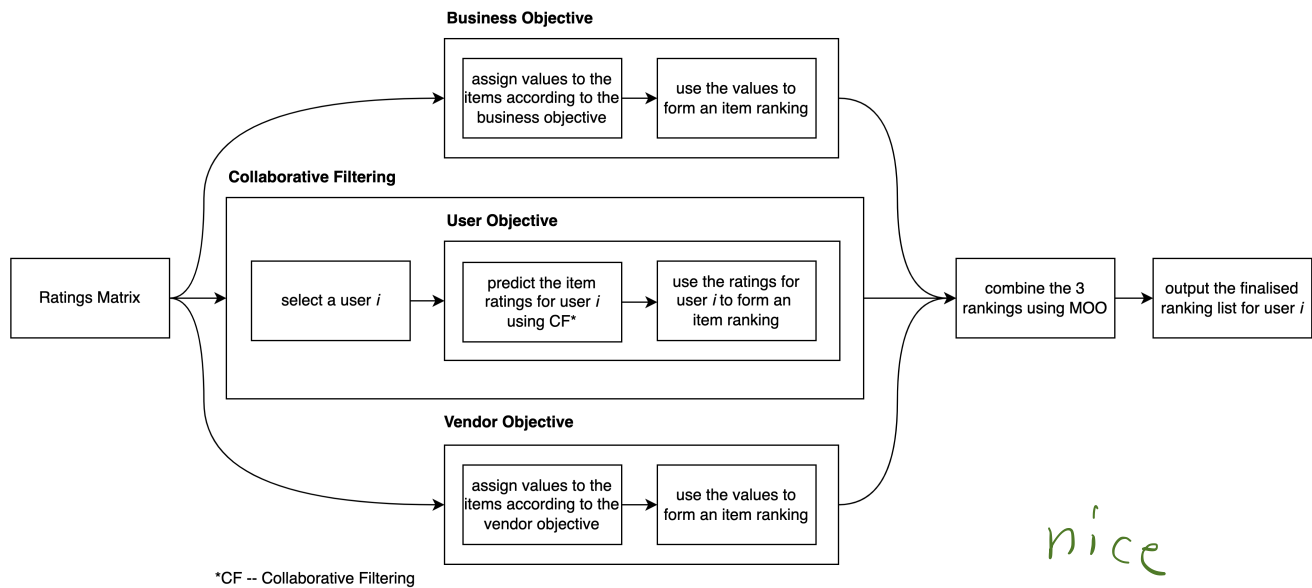 Business Objective
assign values to the
items according to the
business objective
use the values to
form an item ranking
Collaborative Filtering
User Objective
Ratings Matrix
select a user i
predict the item
ratings for user i
using CF*
use the ratings for
user i to form an
item ranking
combine the 3
rankings using MOO
output the finalised
ranking list for user i
Vendor Objective
assign values to the
items according to the
vendor objective
use the values to
form an item ranking
*CF -- Collaborative Filtering
nice